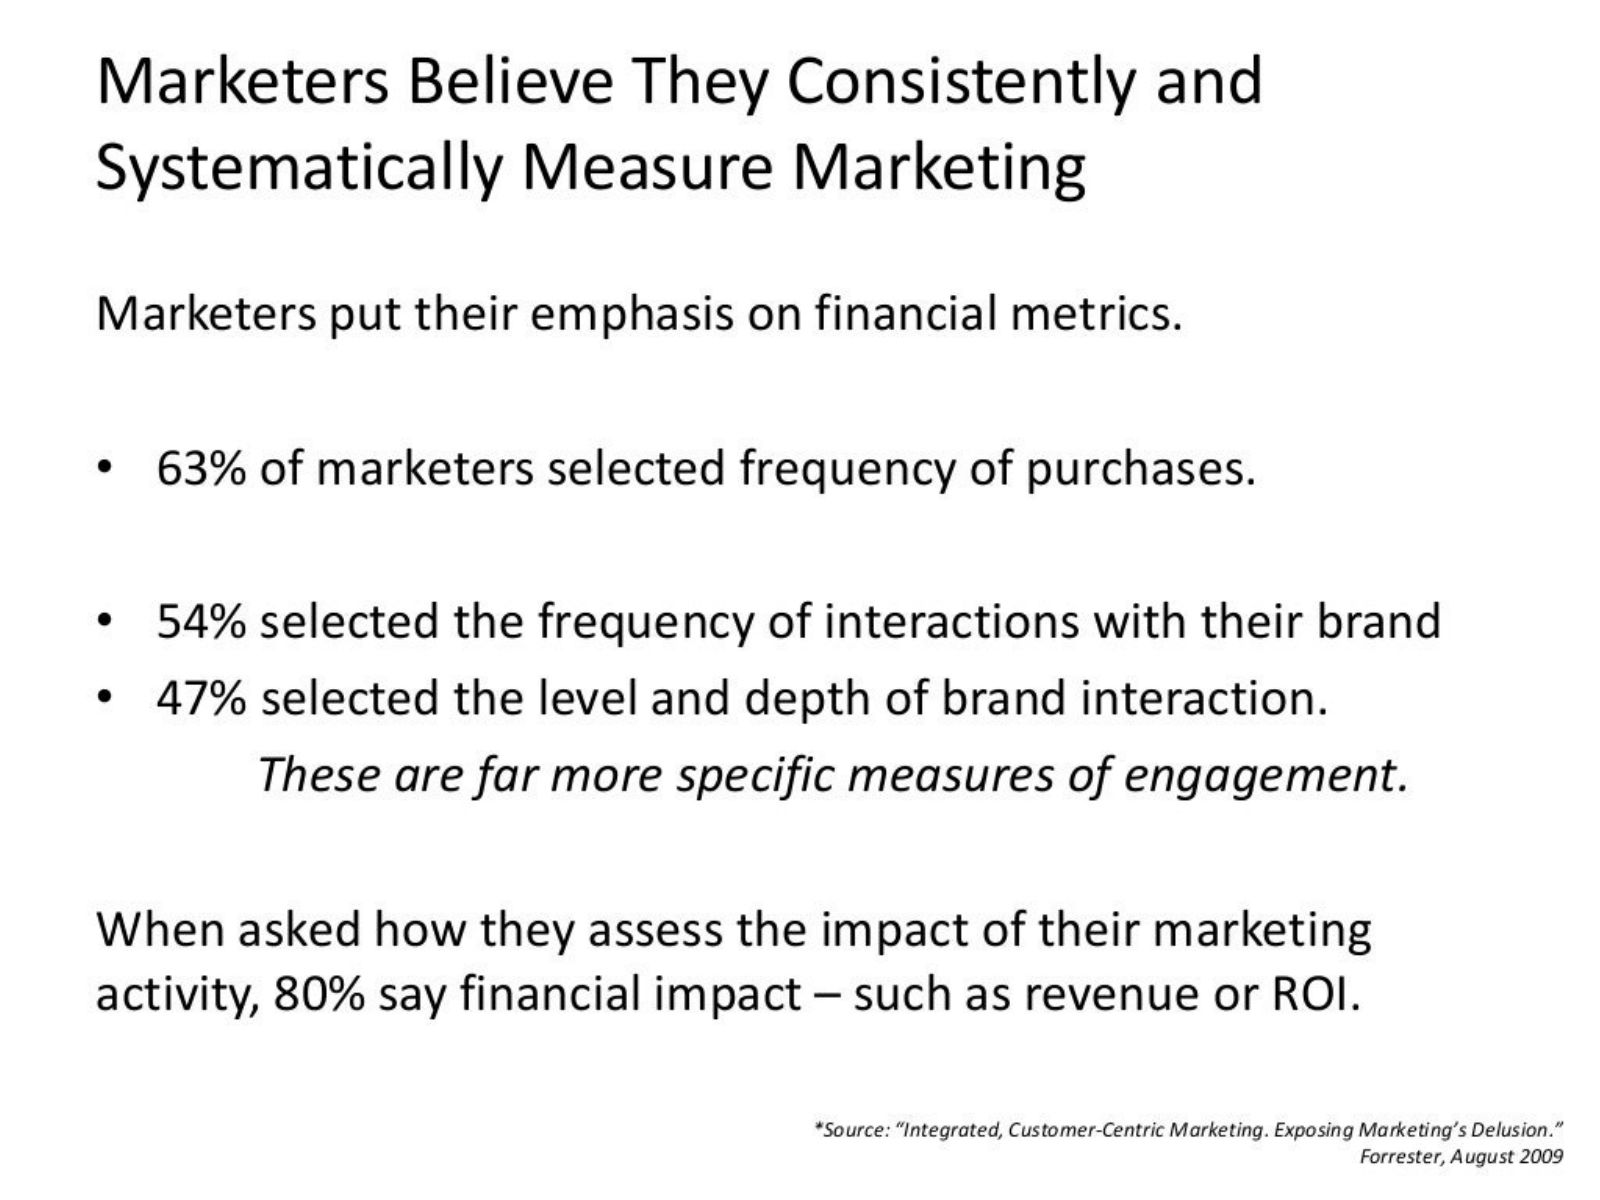 Marketers Believe They Consistently and
Systematically Measure Marketing
Marketers put their emphasis on financial metrics.
• 63% of marketers selected frequency of purchases.
• 54% selected the frequency of interactions with their brand
• 47% selected the level and depth of brand interaction.
These are far more specific measures of engagement.
When asked how they assess the impact of their marketing
activity, 80% say financial impact – such as revenue or ROI.
*Source: “Integrated, Customer-Centric Marketing. Exposing Marketing’s Delusion.”
Forrester, August 2009